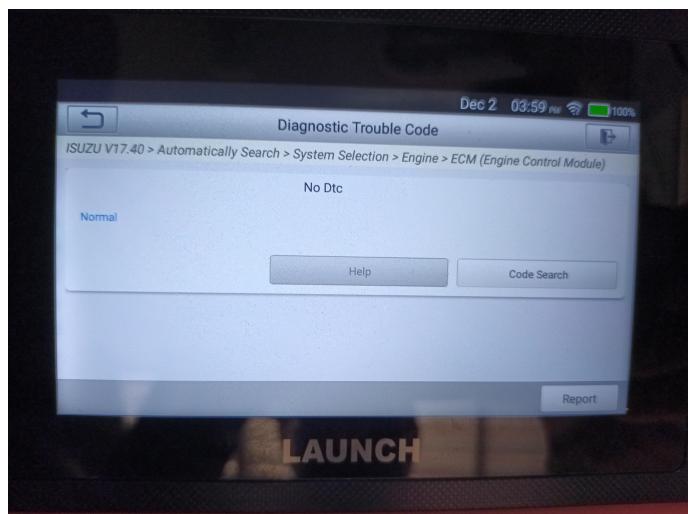 Dec 2 03:59 PM 100%
Diagnostic Trouble Code
ISUZU V17.40 > Automatically Search > System Selection > Engine > ECM (Engine Control Module)
No Dtc
Normal
Help
Code Search
Report
LAUNCH